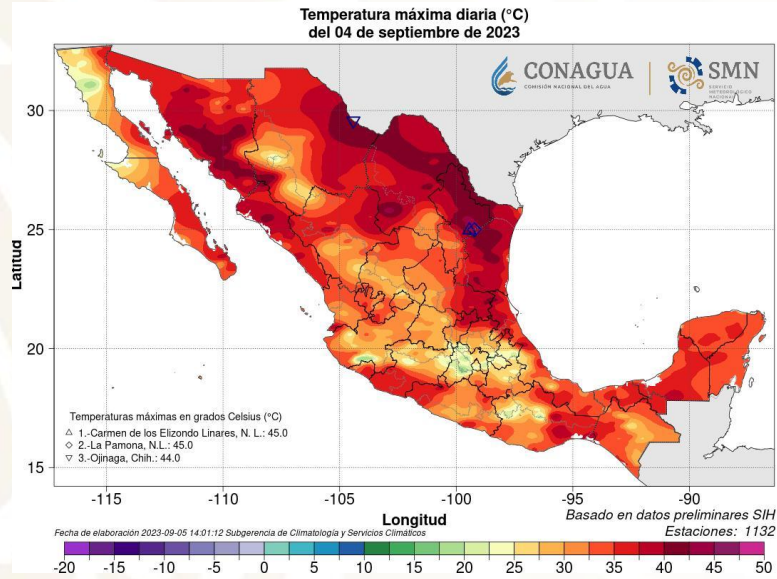 Temperatura máxima diaria (°C)
del 04 de septiembre de 2023
CONAGUA
COMISIÓN NACIONAL DEL AGUA
SMN
SERVICIO
METEOROLÓGICO
NACIONAL
Latitud
30
25
20
15
Temperaturas máximas en grados Celsius (°C)
△ 1.-Carmen de los Elizondo Linares, N. L.: 45.0
◇ 2.-La Pamona, N.L.: 45.0
▽ 3.-Ojinaga, Chih.: 44.0
-115 -110 -105 -100 -95 -90
Longitud
Basado en datos preliminares SIH
Fecha de elaboración 2023-09-05 14:01:12 Subgerencia de Climatología y Servicios Climáticos
Estaciones: 1132
-20 -15 -10 -5 0 5 10 15 20 25 30 35 40 45 50